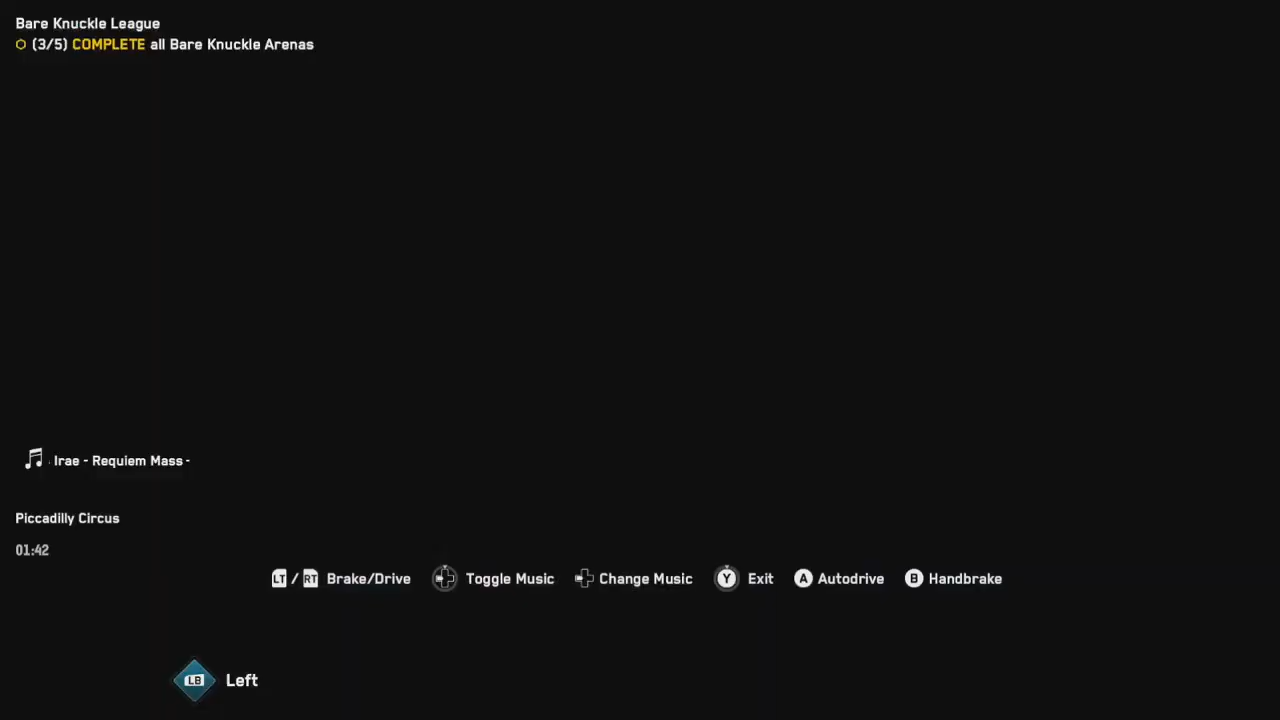 Bare Knuckle League
(3/5) COMPLETE all Bare Knuckle Arenas
Irae - Requiem Mass -
Piccadilly Circus
01:42
LT / RT Brake/Drive Toggle Music Change Music Y Exit A Autodrive B Handbrake
LB Left